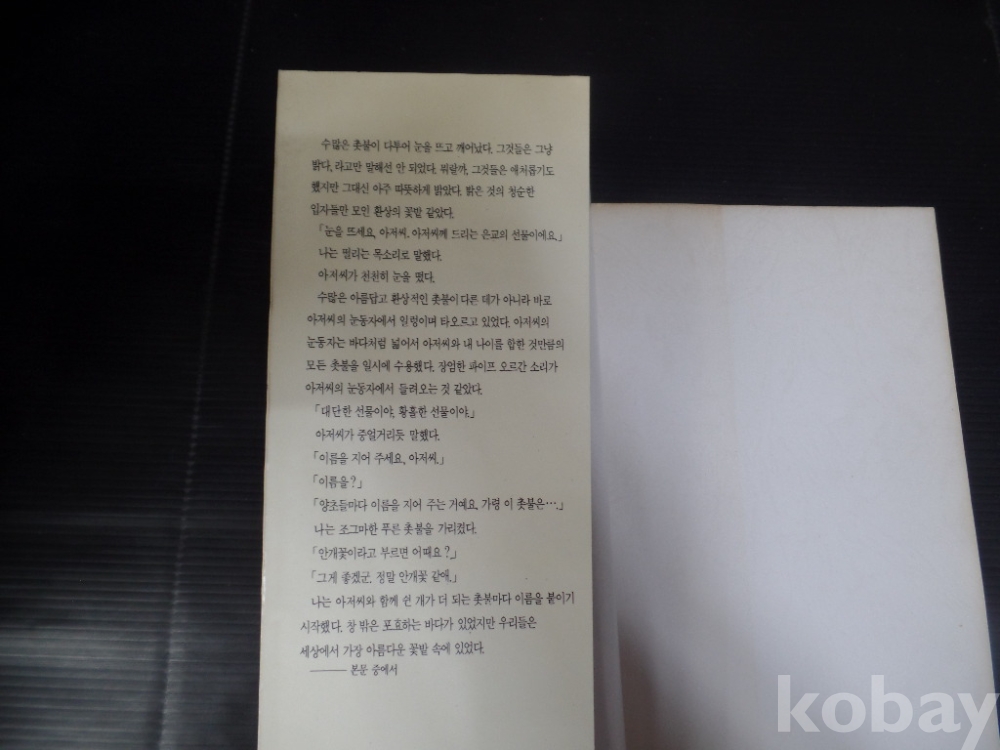 수많은 촛불이 다투어 눈을 뜨고 깨어났다. 그것들은 그냥
밝다, 라고만 말해선 안 되었다. 뭐랄까, 그것들은 애처롭기도
했지만 그대신 아주 따뜻하게 밝았다. 밝은 것의 청순한
입자들만 모인 환상의 꽃밭 같았다.
「눈을 뜨세요, 아저씨. 아저씨께 드리는 은교의 선물이에요.」
나는 떨리는 목소리로 말했다.
아저씨가 천천히 눈을 떴다.
수많은 아름답고 환상적인 촛불이 다른 데가 아니라 바로
아저씨의 눈동자에서 일렁이며 타오르고 있었다. 아저씨의
눈동자는 바다처럼 넓어서 아저씨와 내 나이를 합한 것만큼의
모든 촛불을 일시에 수용했다. 장엄한 파이프 오르간 소리가
아저씨의 눈동자에서 들려오는 것 같았다.
「대단한 선물이야, 황홀한 선물이야.」
아저씨가 중얼거리듯 말했다.
「이름을 지어 주세요, 아저씨.」
「이름을?」
「양초들마다 이름을 지어 주는 거예요. 가령 이 촛불은….」
나는 조그마한 푸른 촛불을 가리켰다.
「안개꽃이라고 부르면 어때요?」
「그게 좋겠군. 정말 안개꽃 같애.」
나는 아저씨와 함께 쉰 개가 더 되는 촛불마다 이름을 붙이기
시작했다. 창 밖은 포효하는 바다가 있었지만 우리들은
세상에서 가장 아름다운 꽃밭 속에 있었다.
——— 본문 중에서
kobay